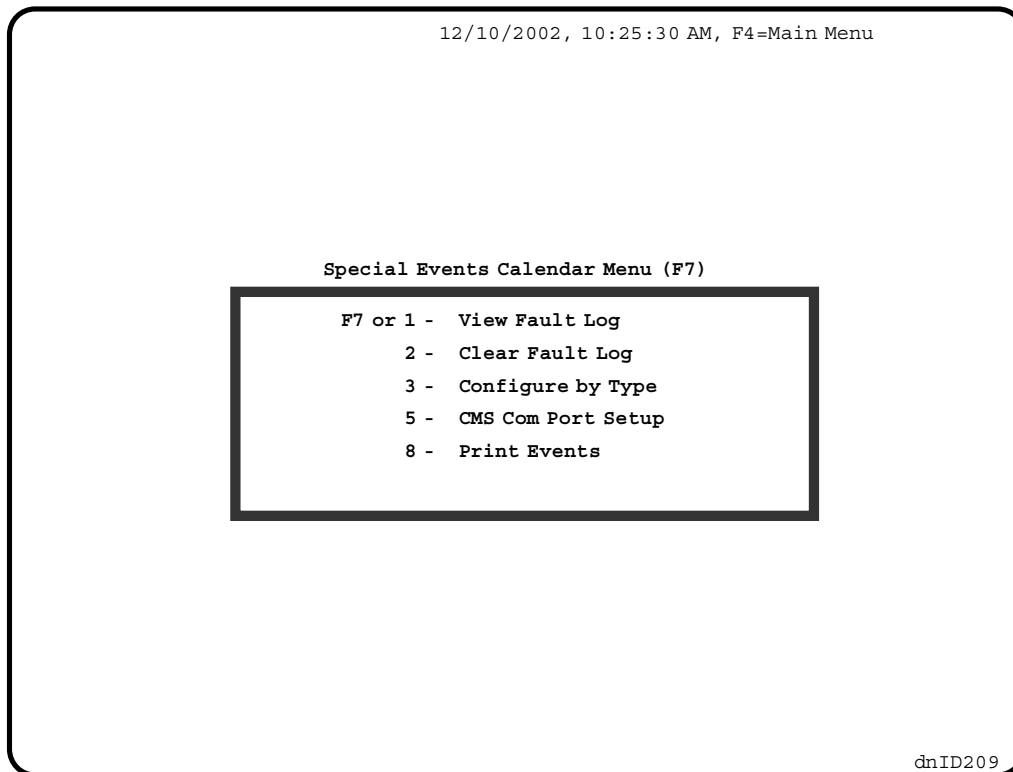 12/10/2002, 10:25:30 AM, F4=Main Menu
Special Events Calendar Menu (F7)
F7 or 1 - View Fault Log
2 - Clear Fault Log
3 - Configure by Type
5 - CMS Com Port Setup
8 - Print Events
dnID209